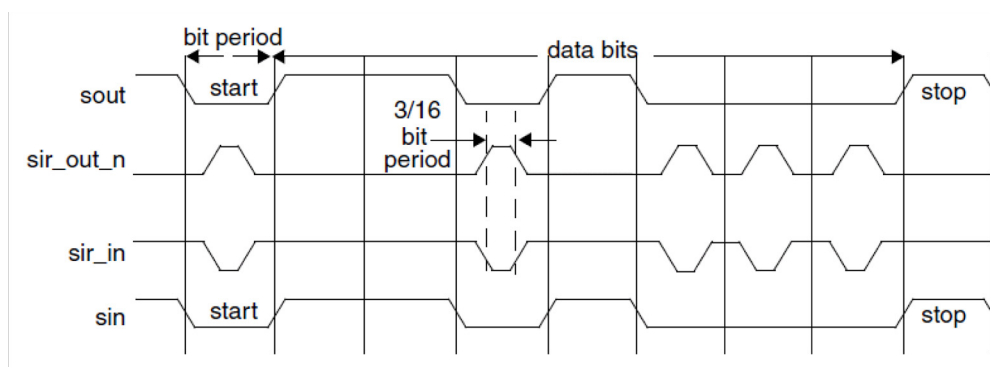 bit period
data bits
sout
start
stop
3/16
bit
period
sir_out_n
sir_in
sin
start
stop